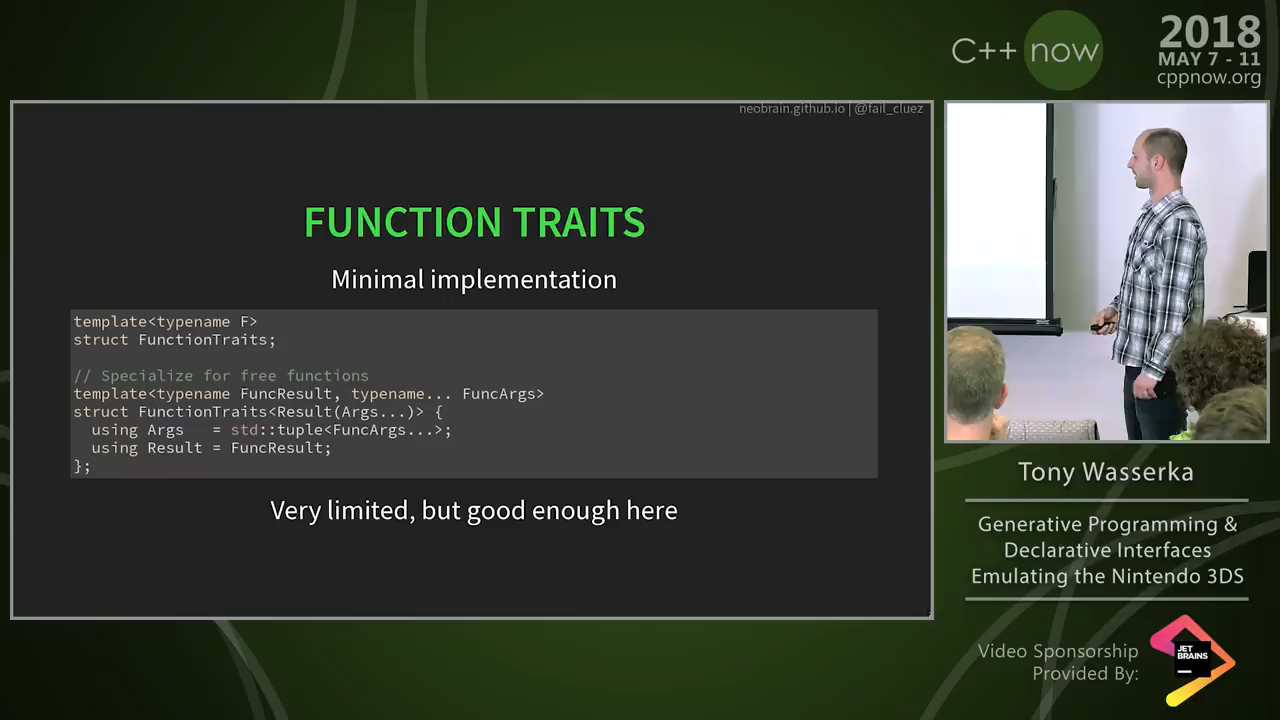 C++ now
2018
MAY 7 - 11
cppnow.org
neobrain.github.io | @fail_cluez
FUNCTION TRAITS
Minimal implementation
template<typename F>
struct FunctionTraits;
// Specialize for free functions
template<typename FuncResult, typename... FuncArgs>
struct FunctionTraits<Result(Args...)> {
  using Args   = std::tuple<FuncArgs...>;
  using Result = FuncResult;
};
Very limited, but good enough here
Tony Wasserka
Generative Programming &
Declarative Interfaces
Emulating the Nintendo 3DS
Video Sponsorship
Provided By:
JET
BRAINS